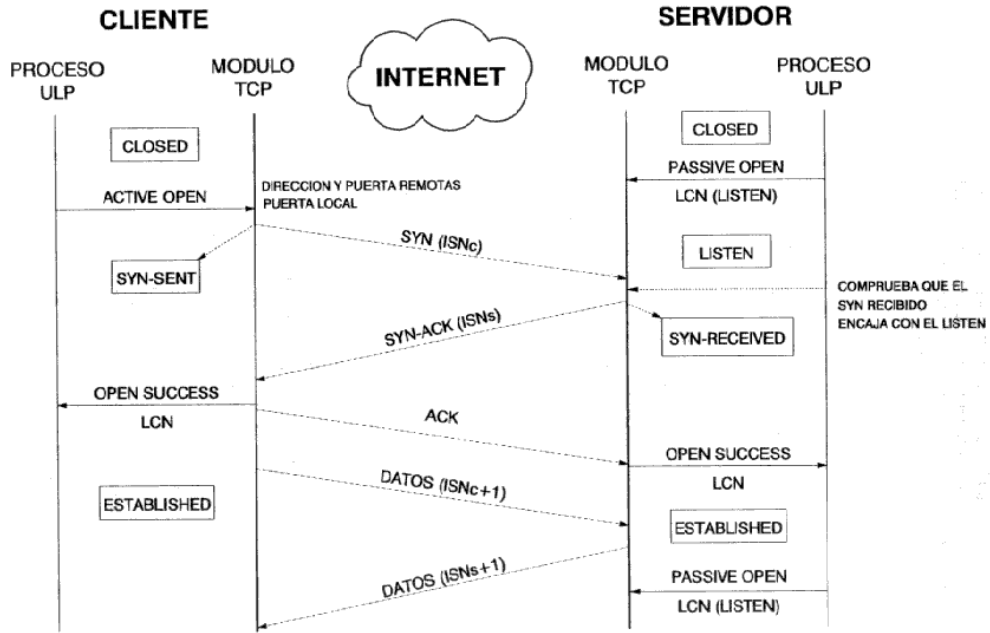 CLIENTE
SERVIDOR
PROCESO
ULP
MODULO
TCP
INTERNET
MODULO
TCP
PROCESO
ULP
CLOSED
CLOSED
PASSIVE OPEN
LCN (LISTEN)
ACTIVE OPEN
DIRECCION Y PUERTA REMOTAS
PUERTA LOCAL
SYN (ISNc)
LISTEN
SYN-SENT
COMPRUEBA QUE EL
SYN RECIBIDO
ENCAJA CON EL LISTEN
SYN-ACK (ISNs)
SYN-RECEIVED
OPEN SUCCESS
LCN
ACK
OPEN SUCCESS
LCN
DATOS (ISNc+1)
ESTABLISHED
ESTABLISHED
DATOS (ISNs+1)
PASSIVE OPEN
LCN (LISTEN)